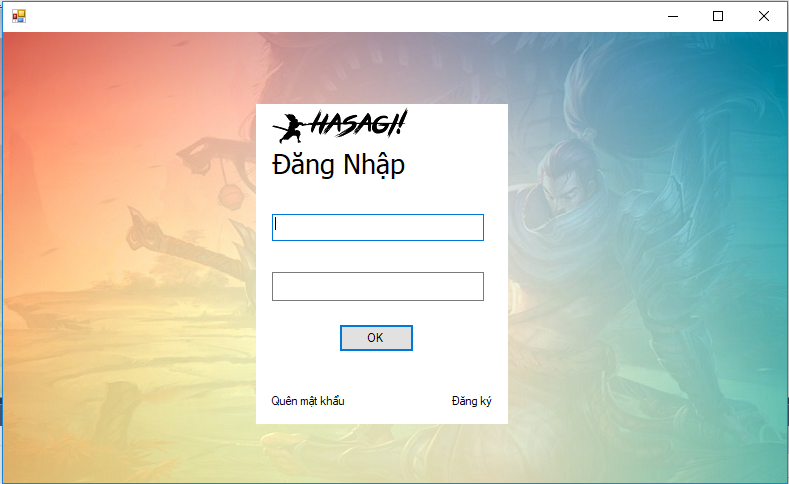 HASAGI!
Đăng Nhập
OK
Quên mật khẩu
Đăng ký